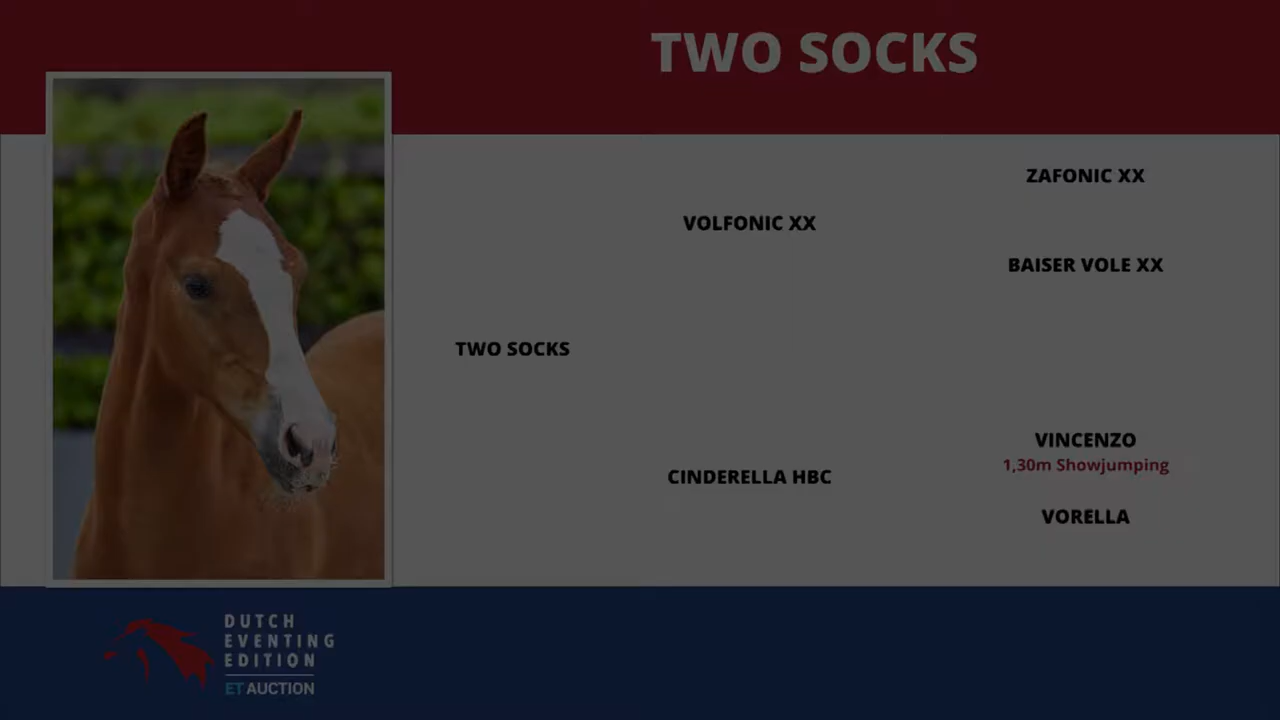 TWO SOCKS
ZAFONIC XX
VOLFONIC XX
BAISER VOLE XX
TWO SOCKS
VINCENZO
1,30m Showjumping
CINDERELLA HBC
VORELLA
DUTCH
EVENTING
EDITION
ET AUCTION